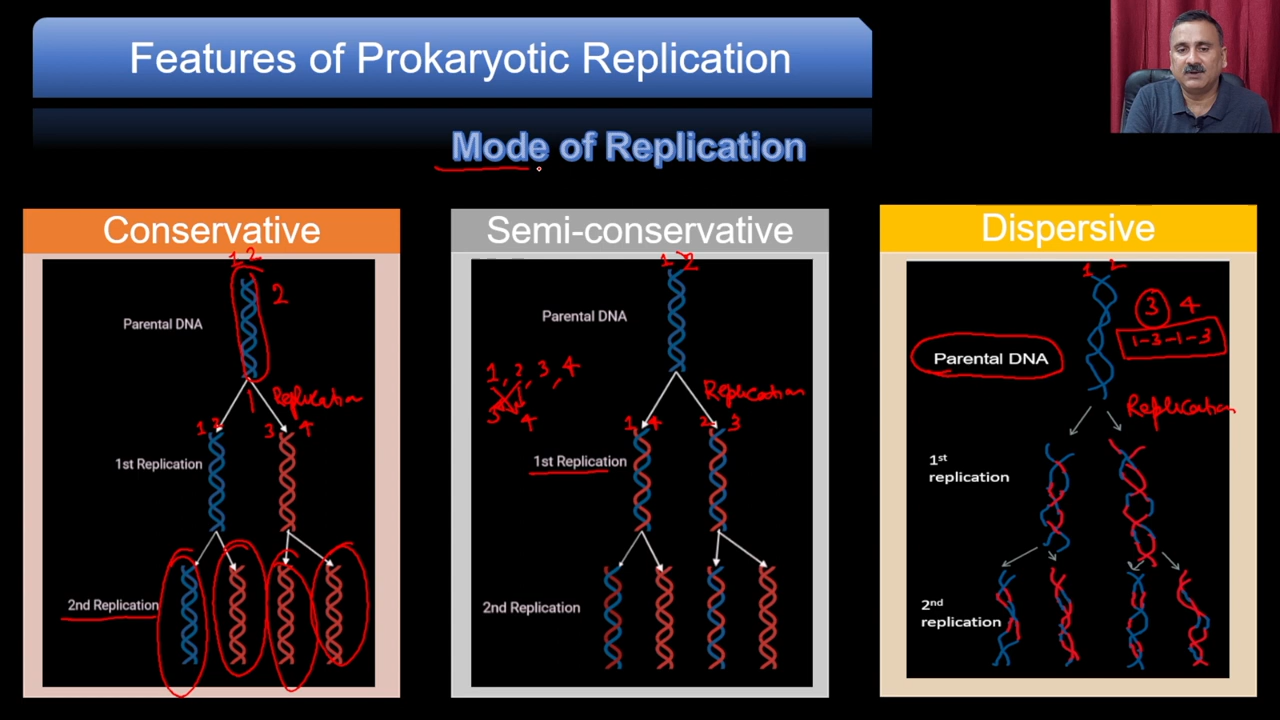 Features of Prokaryotic Replication
Mode of Replication
Conservative
1 2
2
Parental DNA
1
Replication
1 2
3 4
1st Replication
2nd Replication
Semi-conservative
1 2
Parental DNA
1, 2, 3, 4
3 4
Replication
1, 4
2 3
1st Replication
2nd Replication
Dispersive
1 2
3 4
1-3-1-3
Parental DNA
Replication
1st
replication
2nd
replication